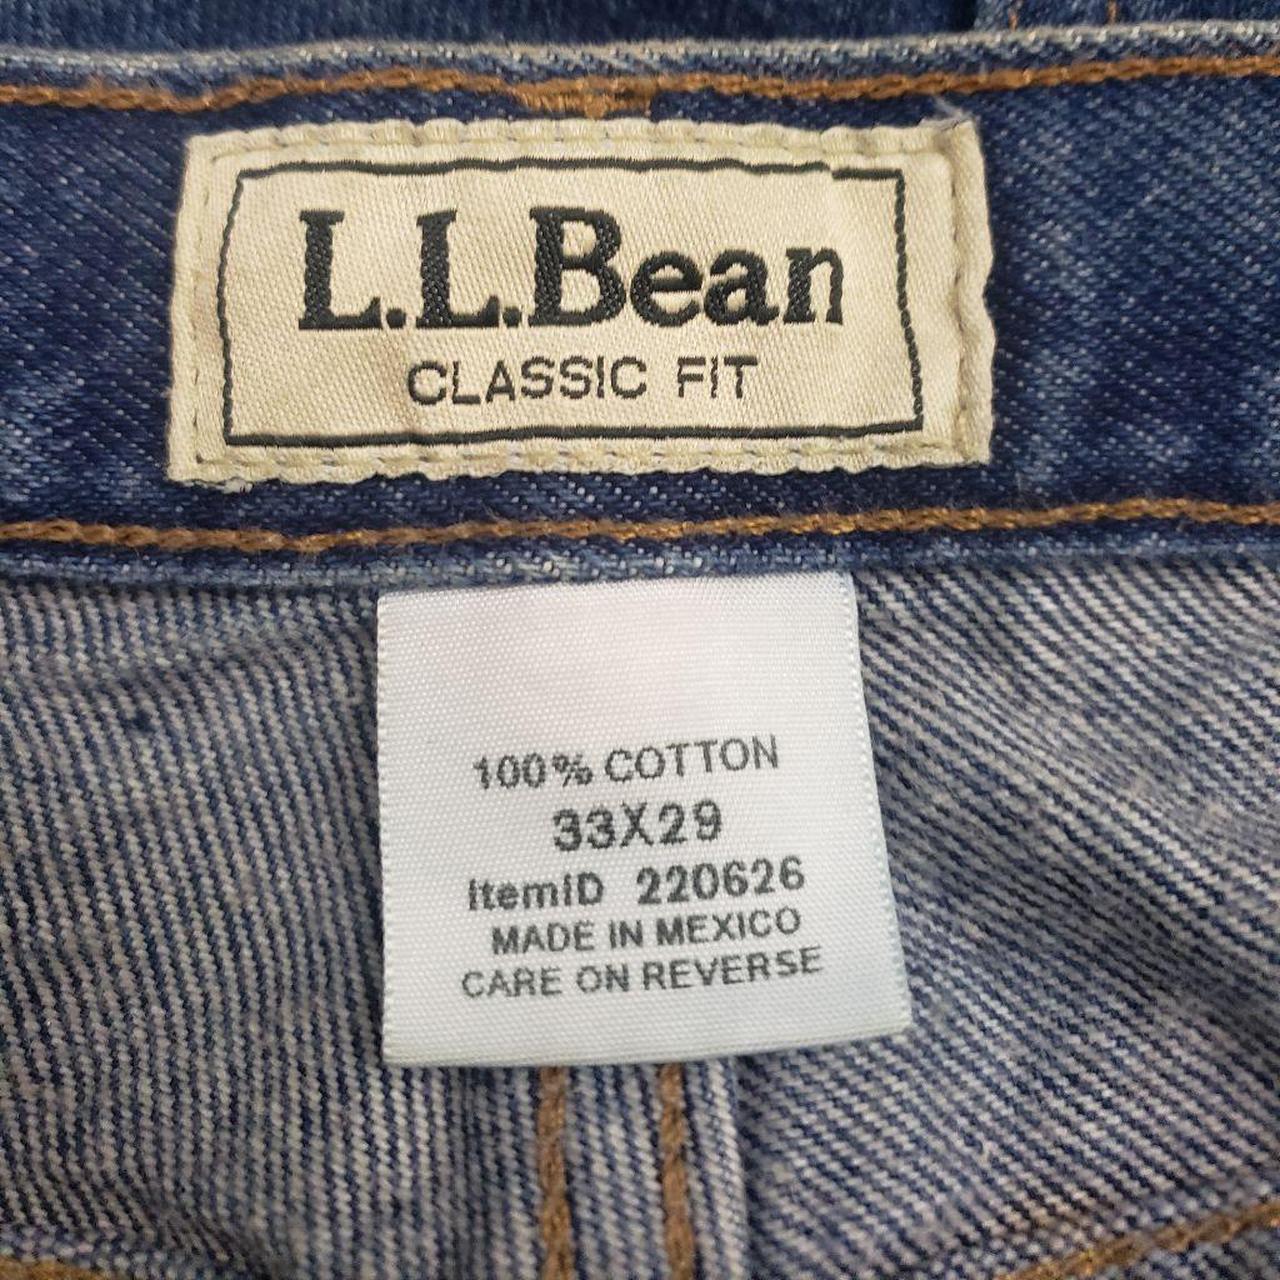 L.L.Bean
CLASSIC FIT
100% COTTON
33X29
ItemID 220626
MADE IN MEXICO
CARE ON REVERSE